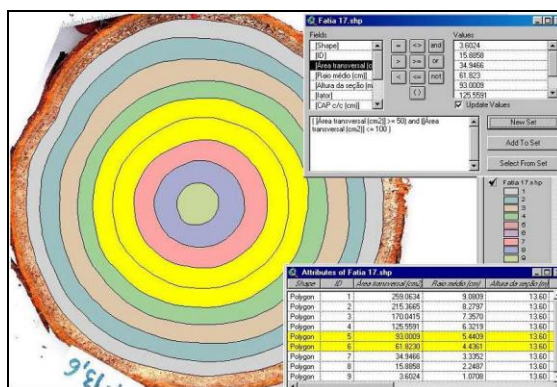 Fatia 17.shp
Fields
Values
[Shape]
[ID]
[Área transversal (c
[Raio médio (cm)]
[Altura da seção (m
[fator]
[CAP c/c (cm)]
= <> and
> >= or
< <= not
( )
3.6024
15.8858
34.9466
61.823
93.0009
125.5591
Update Values
( [Área transversal (cm2)] >= 50) and ([Área
transversal (cm2)] <= 100 )
New Set
Add To Set
Select From Set
Fatia 17.shp
1
2
3
4
5
6
7
8
9
Attributes of Fatia 17.shp
Shape ID Área transversal (cm2) Raio médio (cm) Altura da seção (m)
Polygon 1 259.0634 9.0809 13.60
Polygon 2 215.3665 8.2797 13.60
Polygon 3 170.0415 7.3570 13.60
Polygon 4 125.5591 6.3219 13.60
Polygon 5 93.0009 5.4409 13.60
Polygon 6 61.8230 4.4361 13.60
Polygon 7 34.9466 3.3352 13.60
Polygon 8 15.8858 2.2487 13.60
Polygon 9 3.6024 1.0708 13.60
13,6